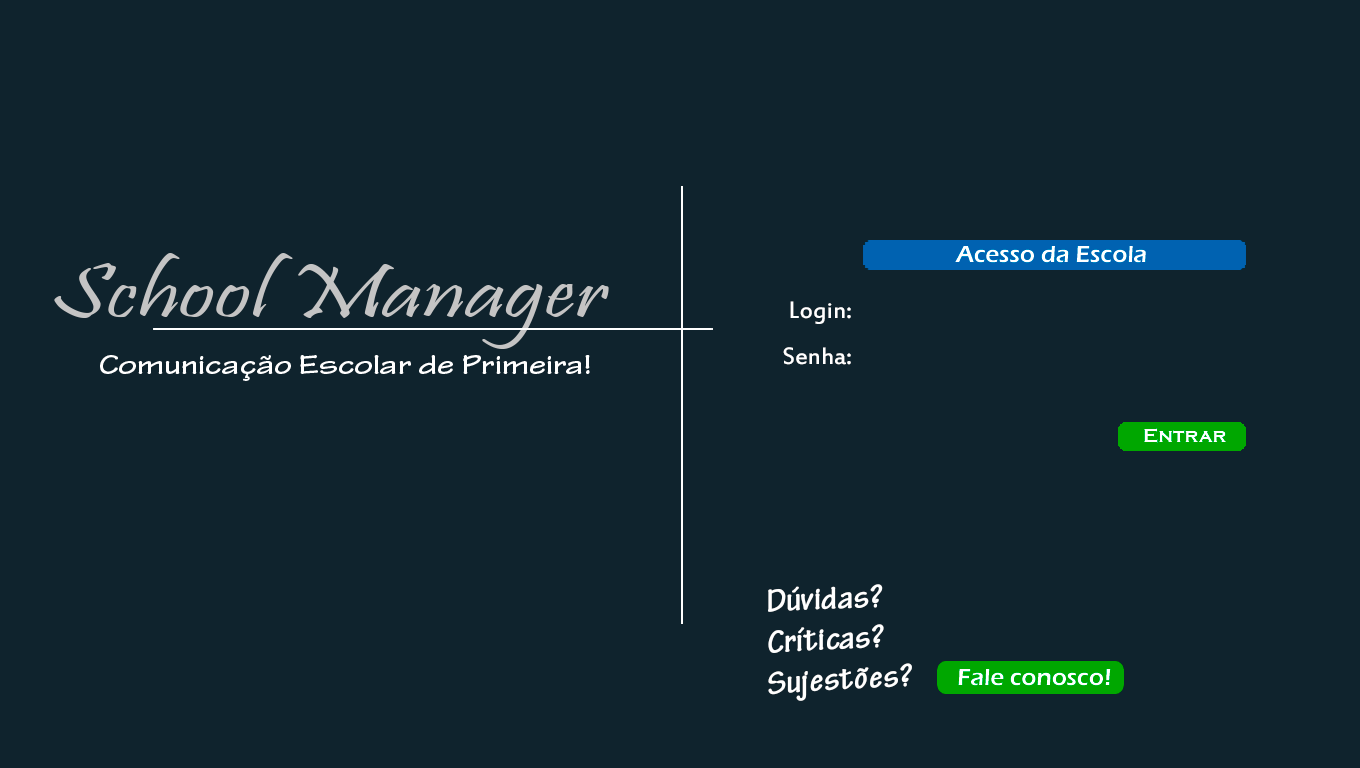 School Manager
Comunicação Escolar de Primeira!
Acesso da Escola
Login:
Senha:
ENTRAR
Dúvidas?
Críticas?
Sujestões?
Fale conosco!